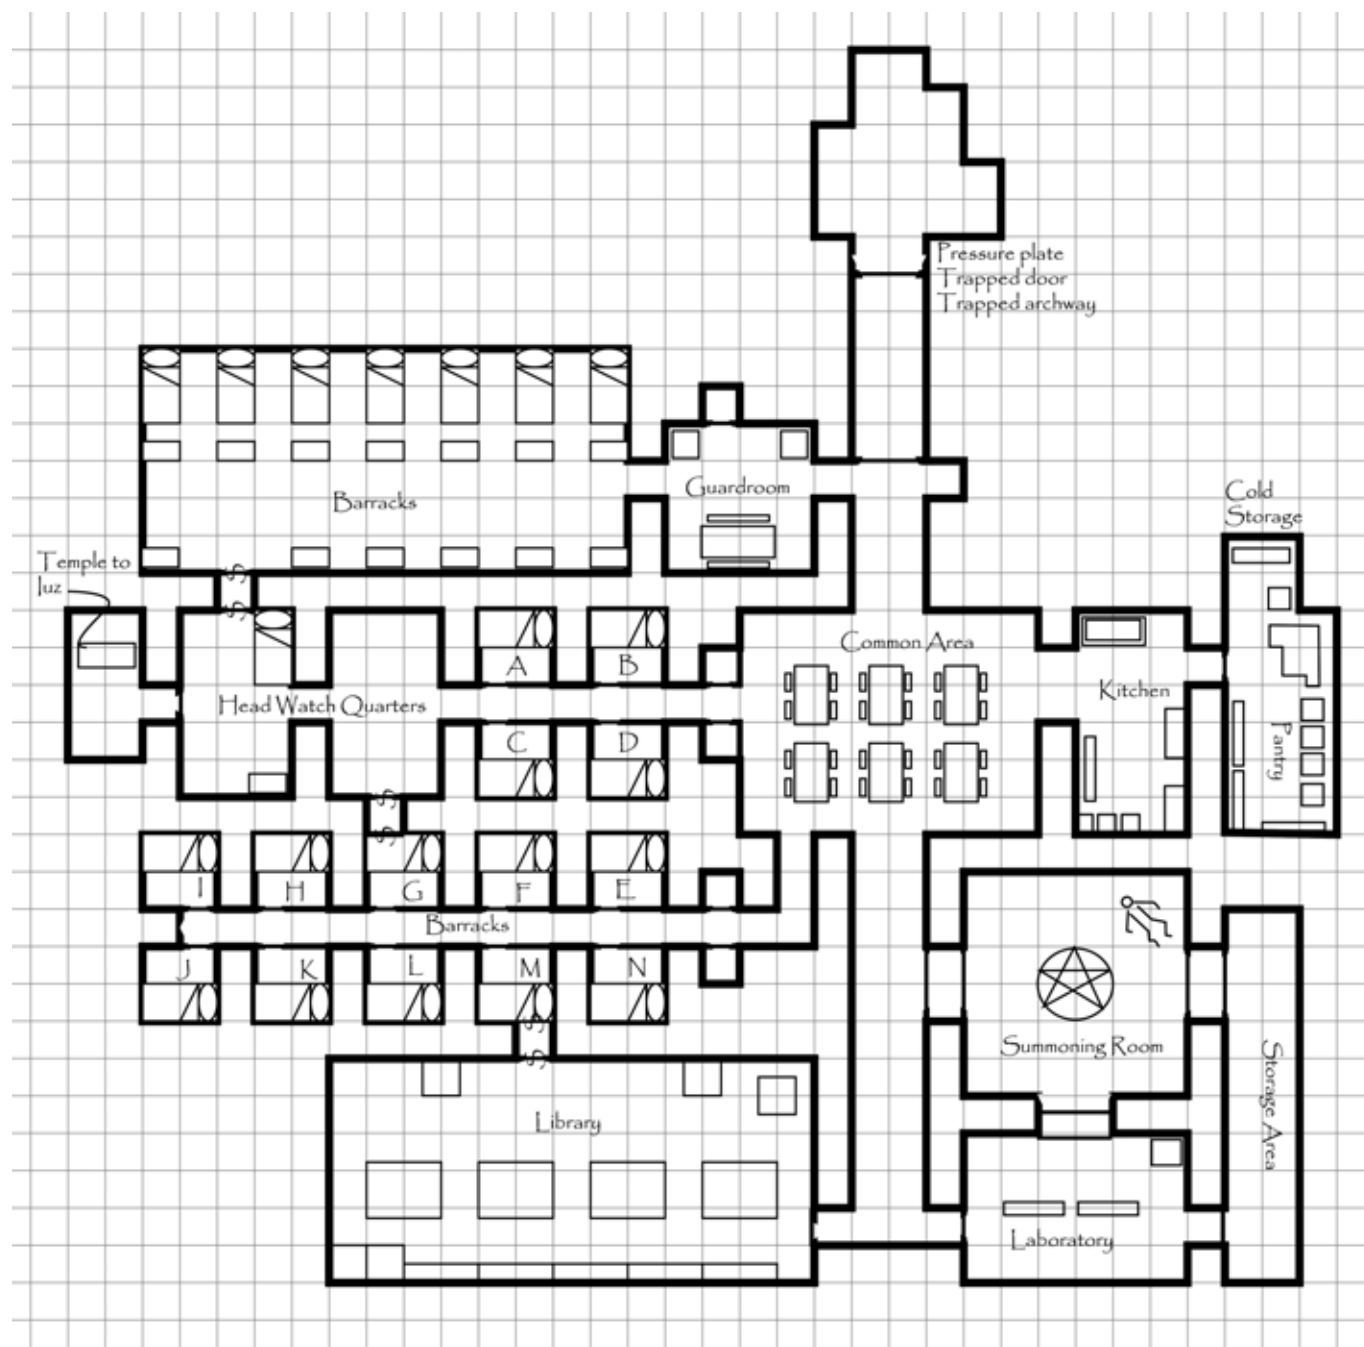 Pressure plate
Trapped door
Trapped archway
Barracks
Guardroom
Cold
Storage
Temple to
Iuz
S
S
A
B
Common Area
Kitchen
Head Watch Quarters
C
D
Pantry
S
S
I
H
G
F
E
Barracks
J
K
L
M
N
S
S
Summoning Room
Storage Area
Library
Laboratory